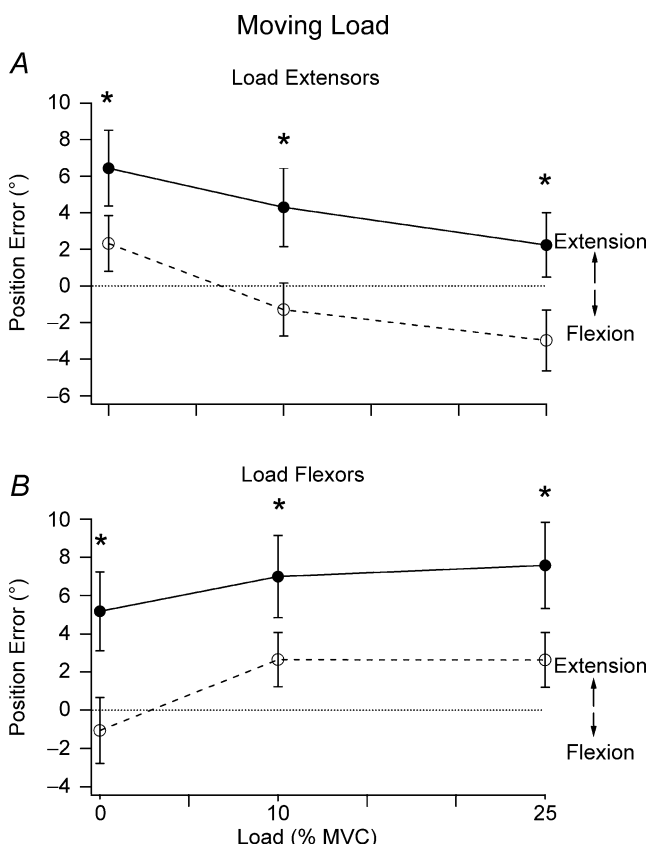 Moving Load
A
Load Extensors
*
*
*
10
8
6
4
2
0
–2
–4
–6
Position Error (°)
Extension
Flexion
B
Load Flexors
*
*
*
10
8
6
4
2
0
–2
–4
Position Error (°)
Extension
Flexion
0 10 25
Load (% MVC)